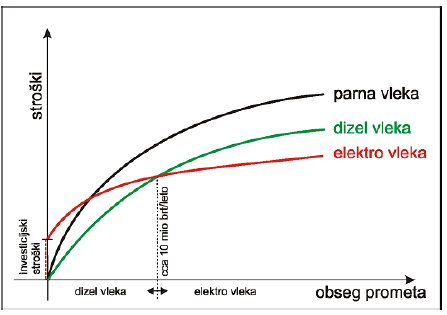 stroški
parna vleka
dizel vleka
elektro vleka
Investicijski
stroški
cca 10 mio brt/leto
dizel vleka
elektro vleka
obseg prometa